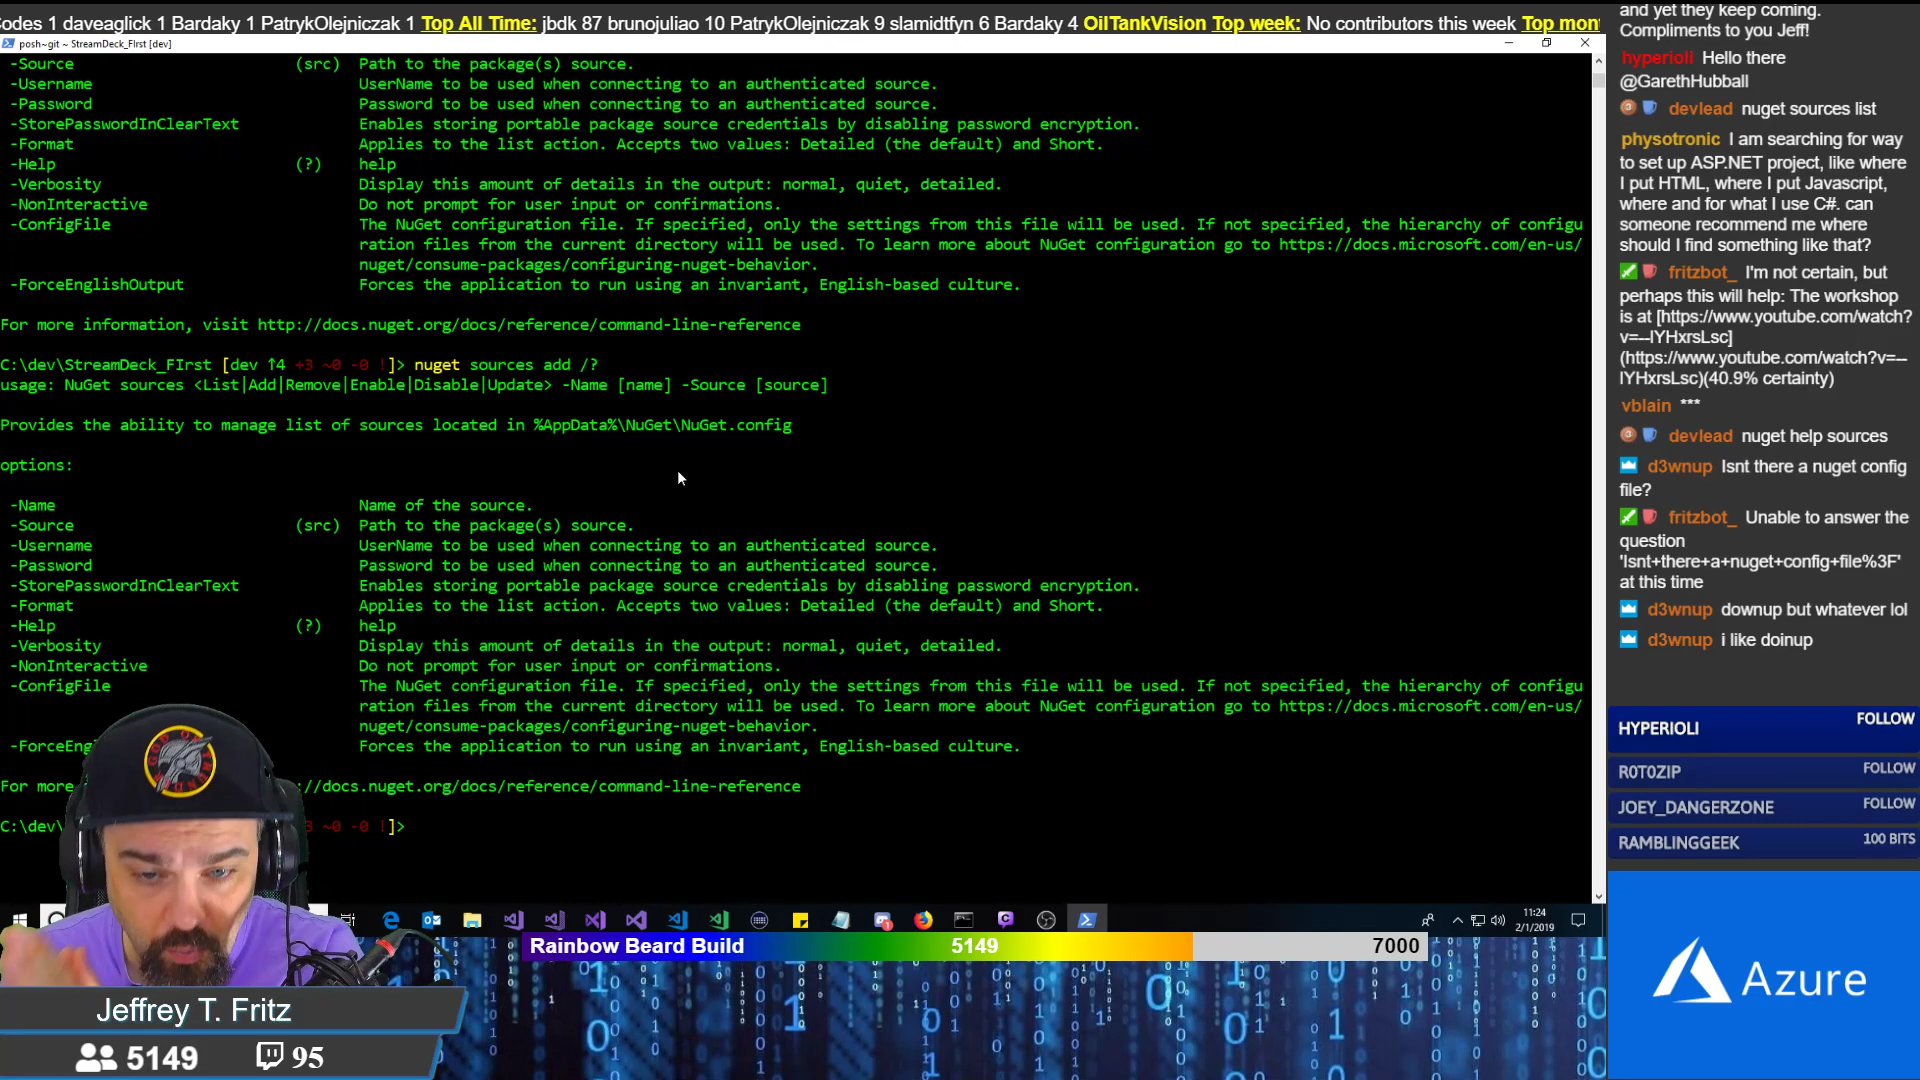 Codes 1 daveaglick 1 Bardaky 1 PatrykOlejniczak 1 Top All Time: jbdk 87 brunojuliao 10 PatrykOlejniczak 9 slamidtfyn 6 Bardaky 4 OilTankVision Top week: No contributors this week Top mon
posh~git ~ StreamDeck_FIrst [dev]
-Source (src) Path to the package(s) source.
-Username UserName to be used when connecting to an authenticated source.
-Password Password to be used when connecting to an authenticated source.
-StorePasswordInClearText Enables storing portable package source credentials by disabling password encryption.
-Format Applies to the list action. Accepts two values: Detailed (the default) and Short.
-Help (?) help
-Verbosity Display this amount of details in the output: normal, quiet, detailed.
-NonInteractive Do not prompt for user input or confirmations.
-ConfigFile The NuGet configuration file. If specified, only the settings from this file will be used. If not specified, the hierarchy of configu
ration files from the current directory will be used. To learn more about NuGet configuration go to https://docs.microsoft.com/en-us/
nuget/consume-packages/configuring-nuget-behavior.
-ForceEnglishOutput Forces the application to run using an invariant, English-based culture.
For more information, visit http://docs.nuget.org/docs/reference/command-line-reference
C:\dev\StreamDeck_FIrst [dev ↑4 +3 ~0 -0 !]> nuget sources add /?
usage: NuGet sources <List|Add|Remove|Enable|Disable|Update> -Name [name] -Source [source]
Provides the ability to manage list of sources located in %AppData%\NuGet\NuGet.config
options:
-Name Name of the source.
-Source (src) Path to the package(s) source.
-Username UserName to be used when connecting to an authenticated source.
-Password Password to be used when connecting to an authenticated source.
-StorePasswordInClearText Enables storing portable package source credentials by disabling password encryption.
-Format Applies to the list action. Accepts two values: Detailed (the default) and Short.
-Help (?) help
-Verbosity Display this amount of details in the output: normal, quiet, detailed.
-NonInteractive Do not prompt for user input or confirmations.
-ConfigFile The NuGet configuration file. If specified, only the settings from this file will be used. If not specified, the hierarchy of configu
ration files from the current directory will be used. To learn more about NuGet configuration go to https://docs.microsoft.com/en-us/
nuget/consume-packages/configuring-nuget-behavior.
-ForceEng Forces the application to run using an invariant, English-based culture.
For more ://docs.nuget.org/docs/reference/command-line-reference
C:\dev\ 3 ~0 -0 !]>
11:24
2/1/2019
Rainbow Beard Build 5149 7000
Jeffrey T. Fritz
5149 95
and yet they keep coming.
Compliments to you Jeff!
hyperioli Hello there
@GarethHubball
devlead nuget sources list
physotronic I am searching for way
to set up ASP.NET project, like where
I put HTML, where I put Javascript,
where and for what I use C#. can
someone recommend me where
should I find something like that?
fritzbot_ I'm not certain, but
perhaps this will help: The workshop
is at [https://www.youtube.com/watch?
v=--lYHxrsLsc]
(https://www.youtube.com/watch?v=--
lYHxrsLsc)(40.9% certainty)
vblain ***
devlead nuget help sources
d3wnup Isnt there a nuget config
file?
fritzbot_ Unable to answer the
question
'Isnt+there+a+nuget+config+file%3F'
at this time
d3wnup downup but whatever lol
d3wnup i like doinup
HYPERIOLI FOLLOW
R0T0ZIP FOLLOW
JOEY_DANGERZONE FOLLOW
RAMBLINGGEEK 100 BITS
Azure